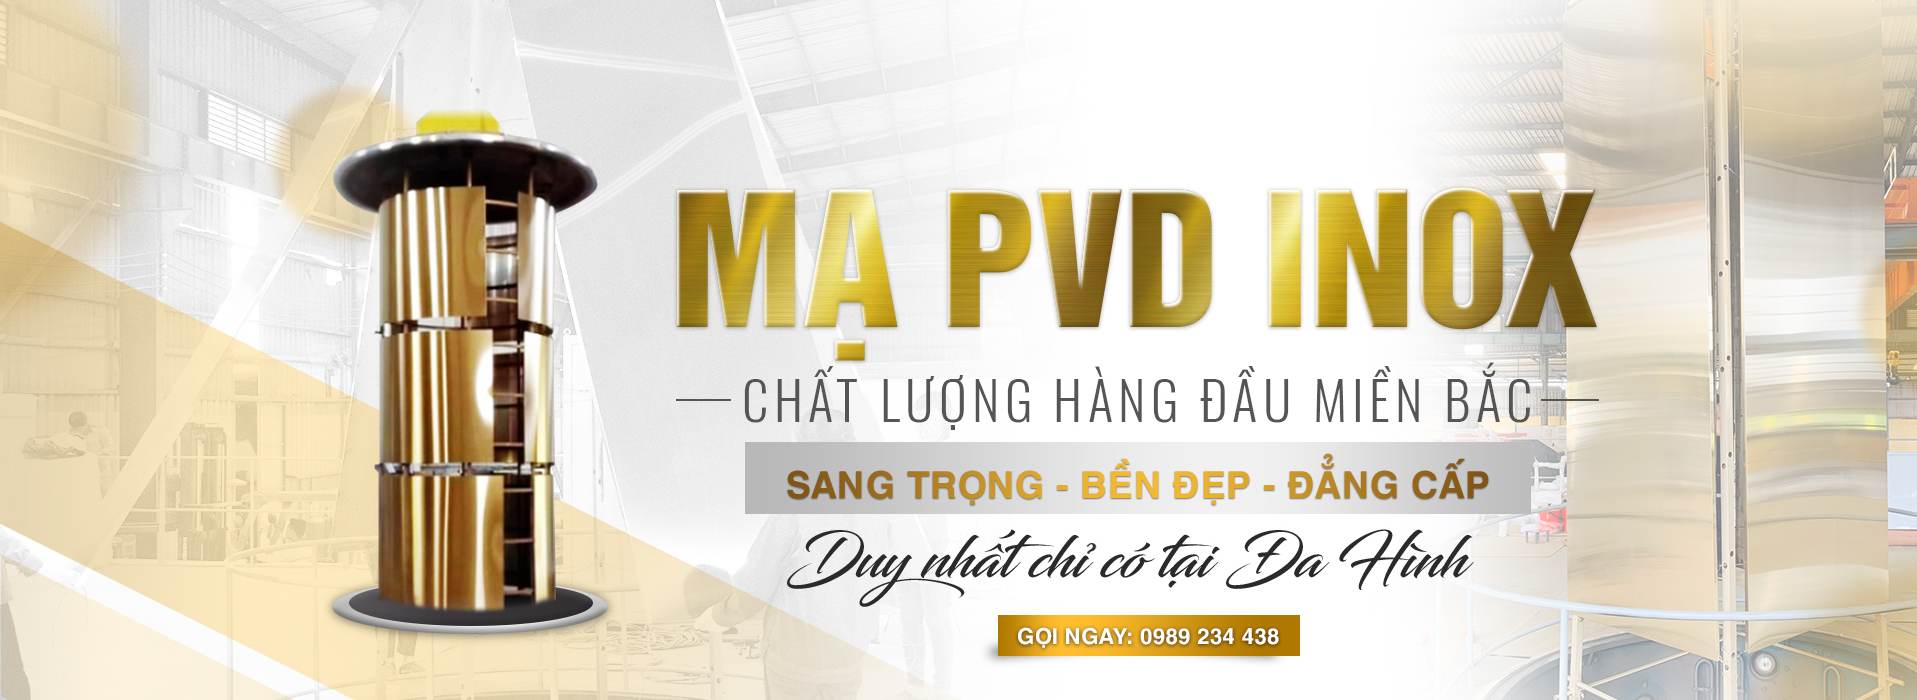 MẠ PVD INOX
CHẤT LƯỢNG HÀNG ĐẦU MIỀN BẮC
SANG TRỌNG - BỀN ĐẸP - ĐẲNG CẤP
Duy nhất chỉ có tại Đa Hình
GỌI NGAY: 0989 234 438